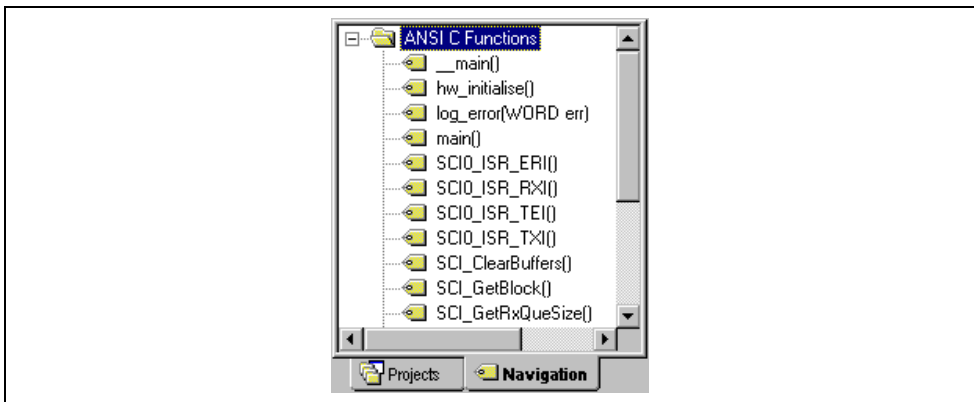 ANSI C Functions
__main()
hw_initialise()
log_error(WORD err)
main()
SCI0_ISR_ERI()
SCI0_ISR_RXI()
SCI0_ISR_TEI()
SCI0_ISR_TXI()
SCI_ClearBuffers()
SCI_GetBlock()
SCI_GetRxQueSize()
Projects Navigation